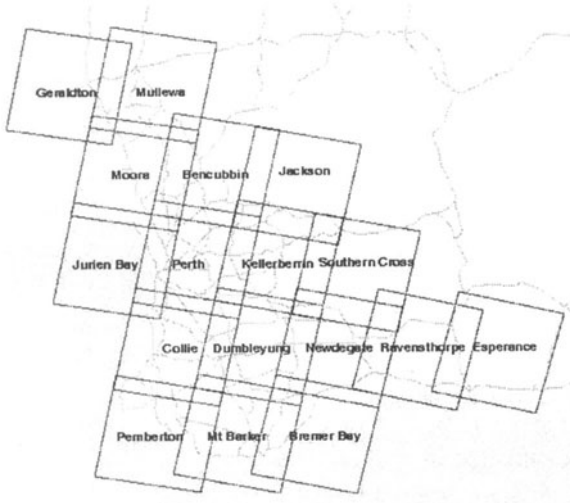 Geraldton Mullewa
Moora Bencubbin Jackson
Jurien Bay Perth Kellerberrin Southern Cross
Collie Dumbleyung Newdegate Ravensthorpe Esperance
Pemberton Mt Barker Bremer Bay